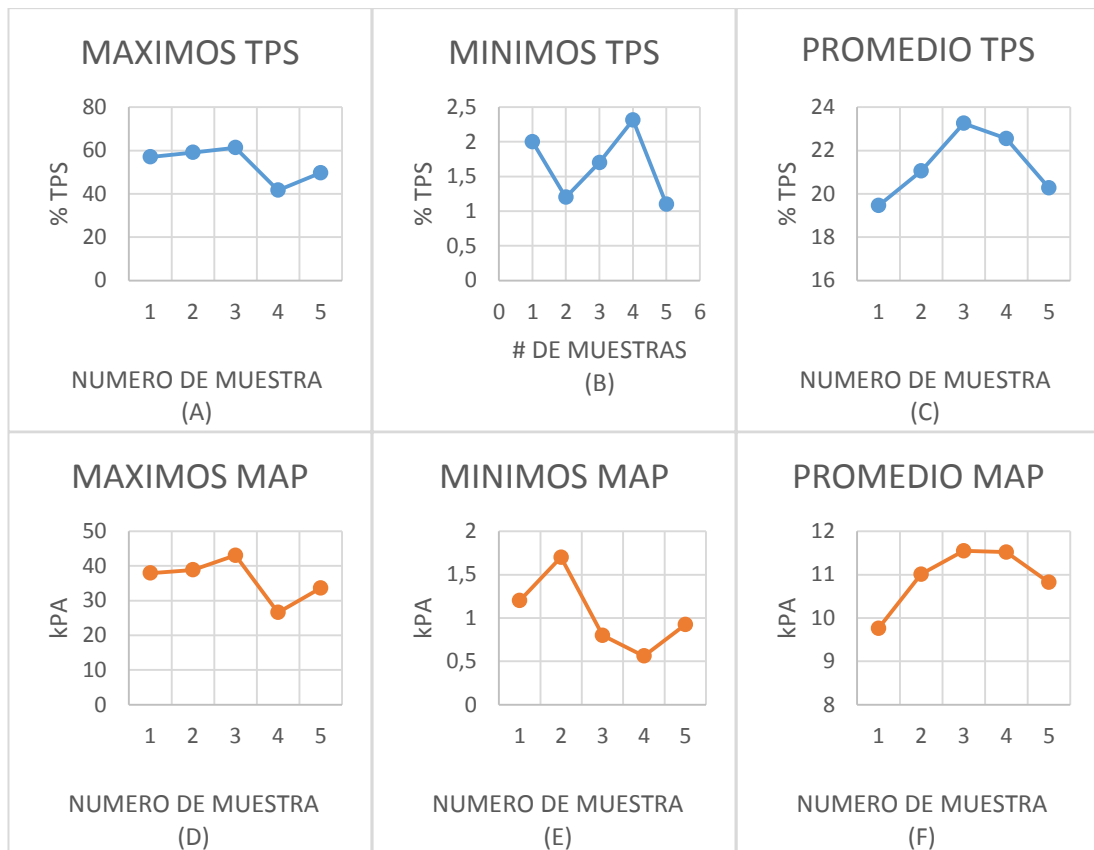 MAXIMOS TPS
80
60
40
20
0
% TPS
1 2 3 4 5
NUMERO DE MUESTRA
(A)
MINIMOS TPS
2,5
2
1,5
1
0,5
0
% TPS
0 1 2 3 4 5 6
# DE MUESTRAS
(B)
PROMEDIO TPS
24
22
20
18
16
% TPS
1 2 3 4 5
NUMERO DE MUESTRA
(C)
MAXIMOS MAP
50
40
30
20
10
0
kPA
1 2 3 4 5
NUMERO DE MUESTRA
(D)
MINIMOS MAP
2
1,5
1
0,5
0
kPA
1 2 3 4 5
NUMERO DE MUESTRA
(E)
PROMEDIO MAP
12
11
10
9
8
kPA
1 2 3 4 5
NUMERO DE MUESTRA
(F)